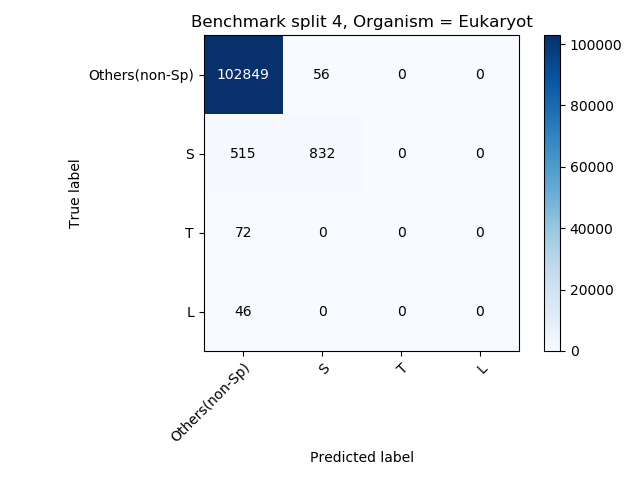 Benchmark split 4, Organism = Eukaryot
True label
Others(non-Sp) 102849 56 0 0
S 515 832 0 0
T 72 0 0 0
L 46 0 0 0
Others(non-Sp) S T L
Predicted label
100000
80000
60000
40000
20000
0